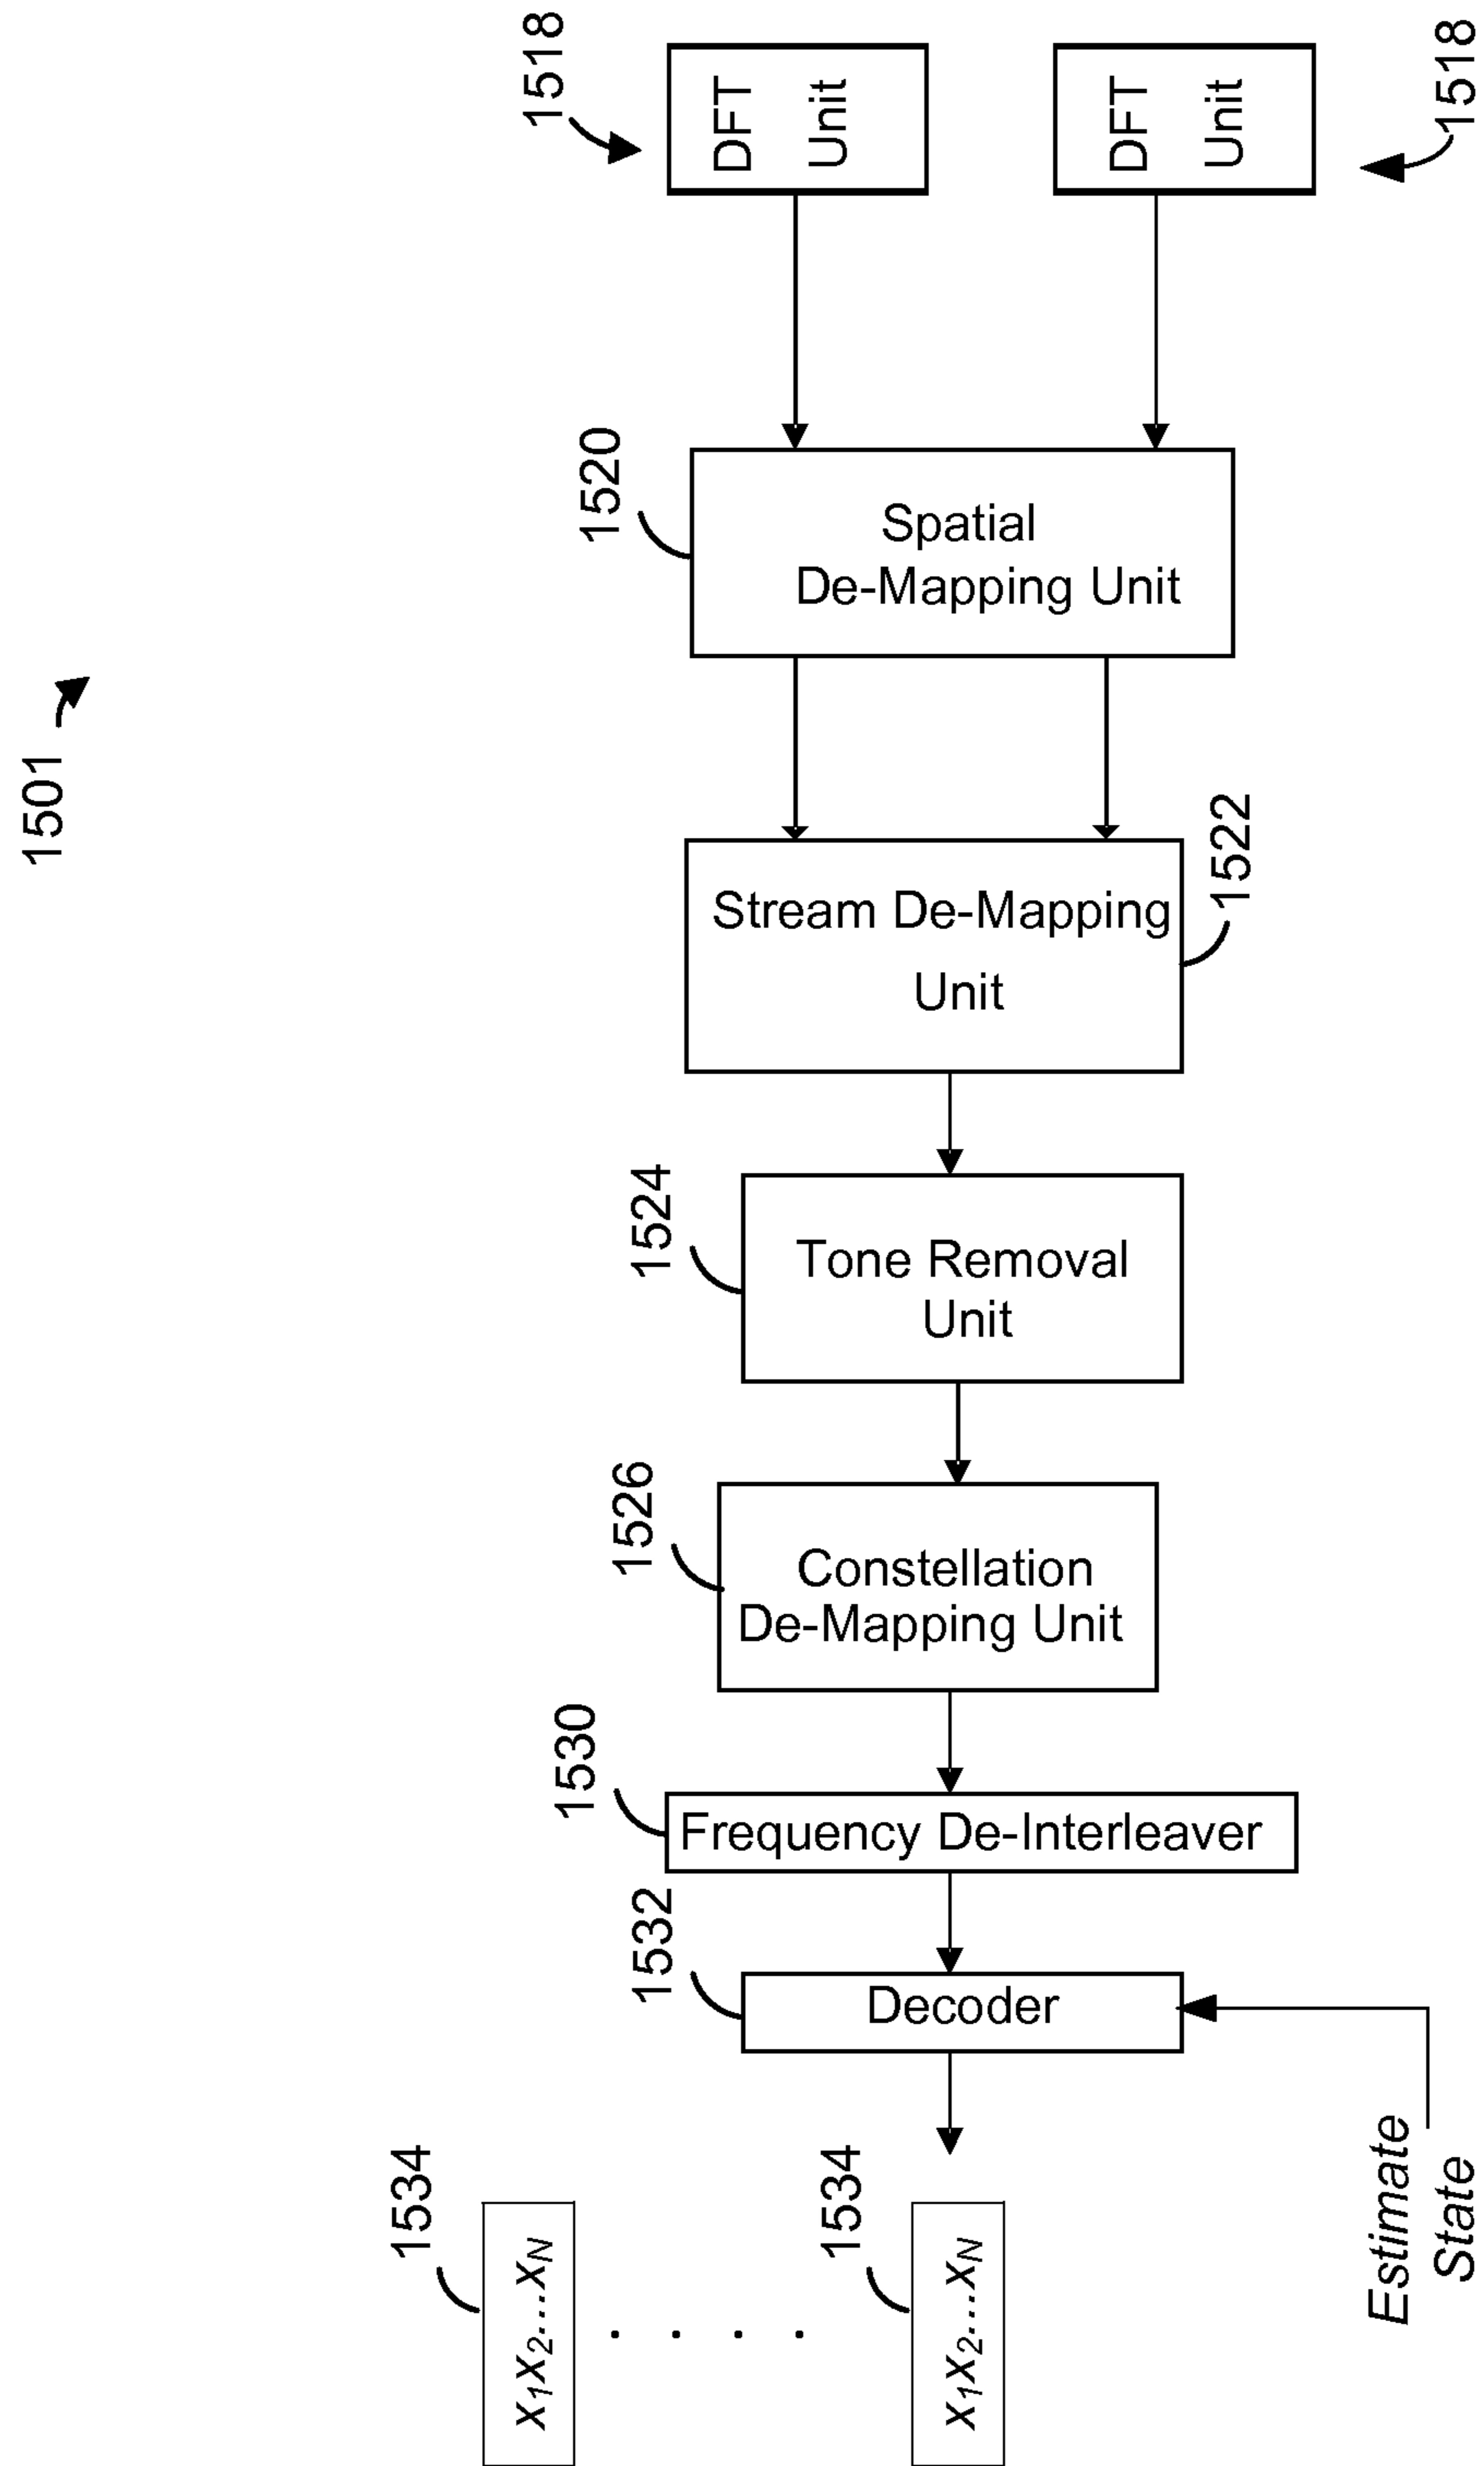 1501
1518
DFT
Unit
DFT
Unit
1518
1520
Spatial
De-Mapping Unit
Stream De-Mapping
Unit
1522
1524
Tone Removal
Unit
1526
Constellation
De-Mapping Unit
1530
Frequency De-Interleaver
1532
Decoder
Estimate
State
1534
x₁x₂...x_N
. . . .
1534
x₁x₂...x_N